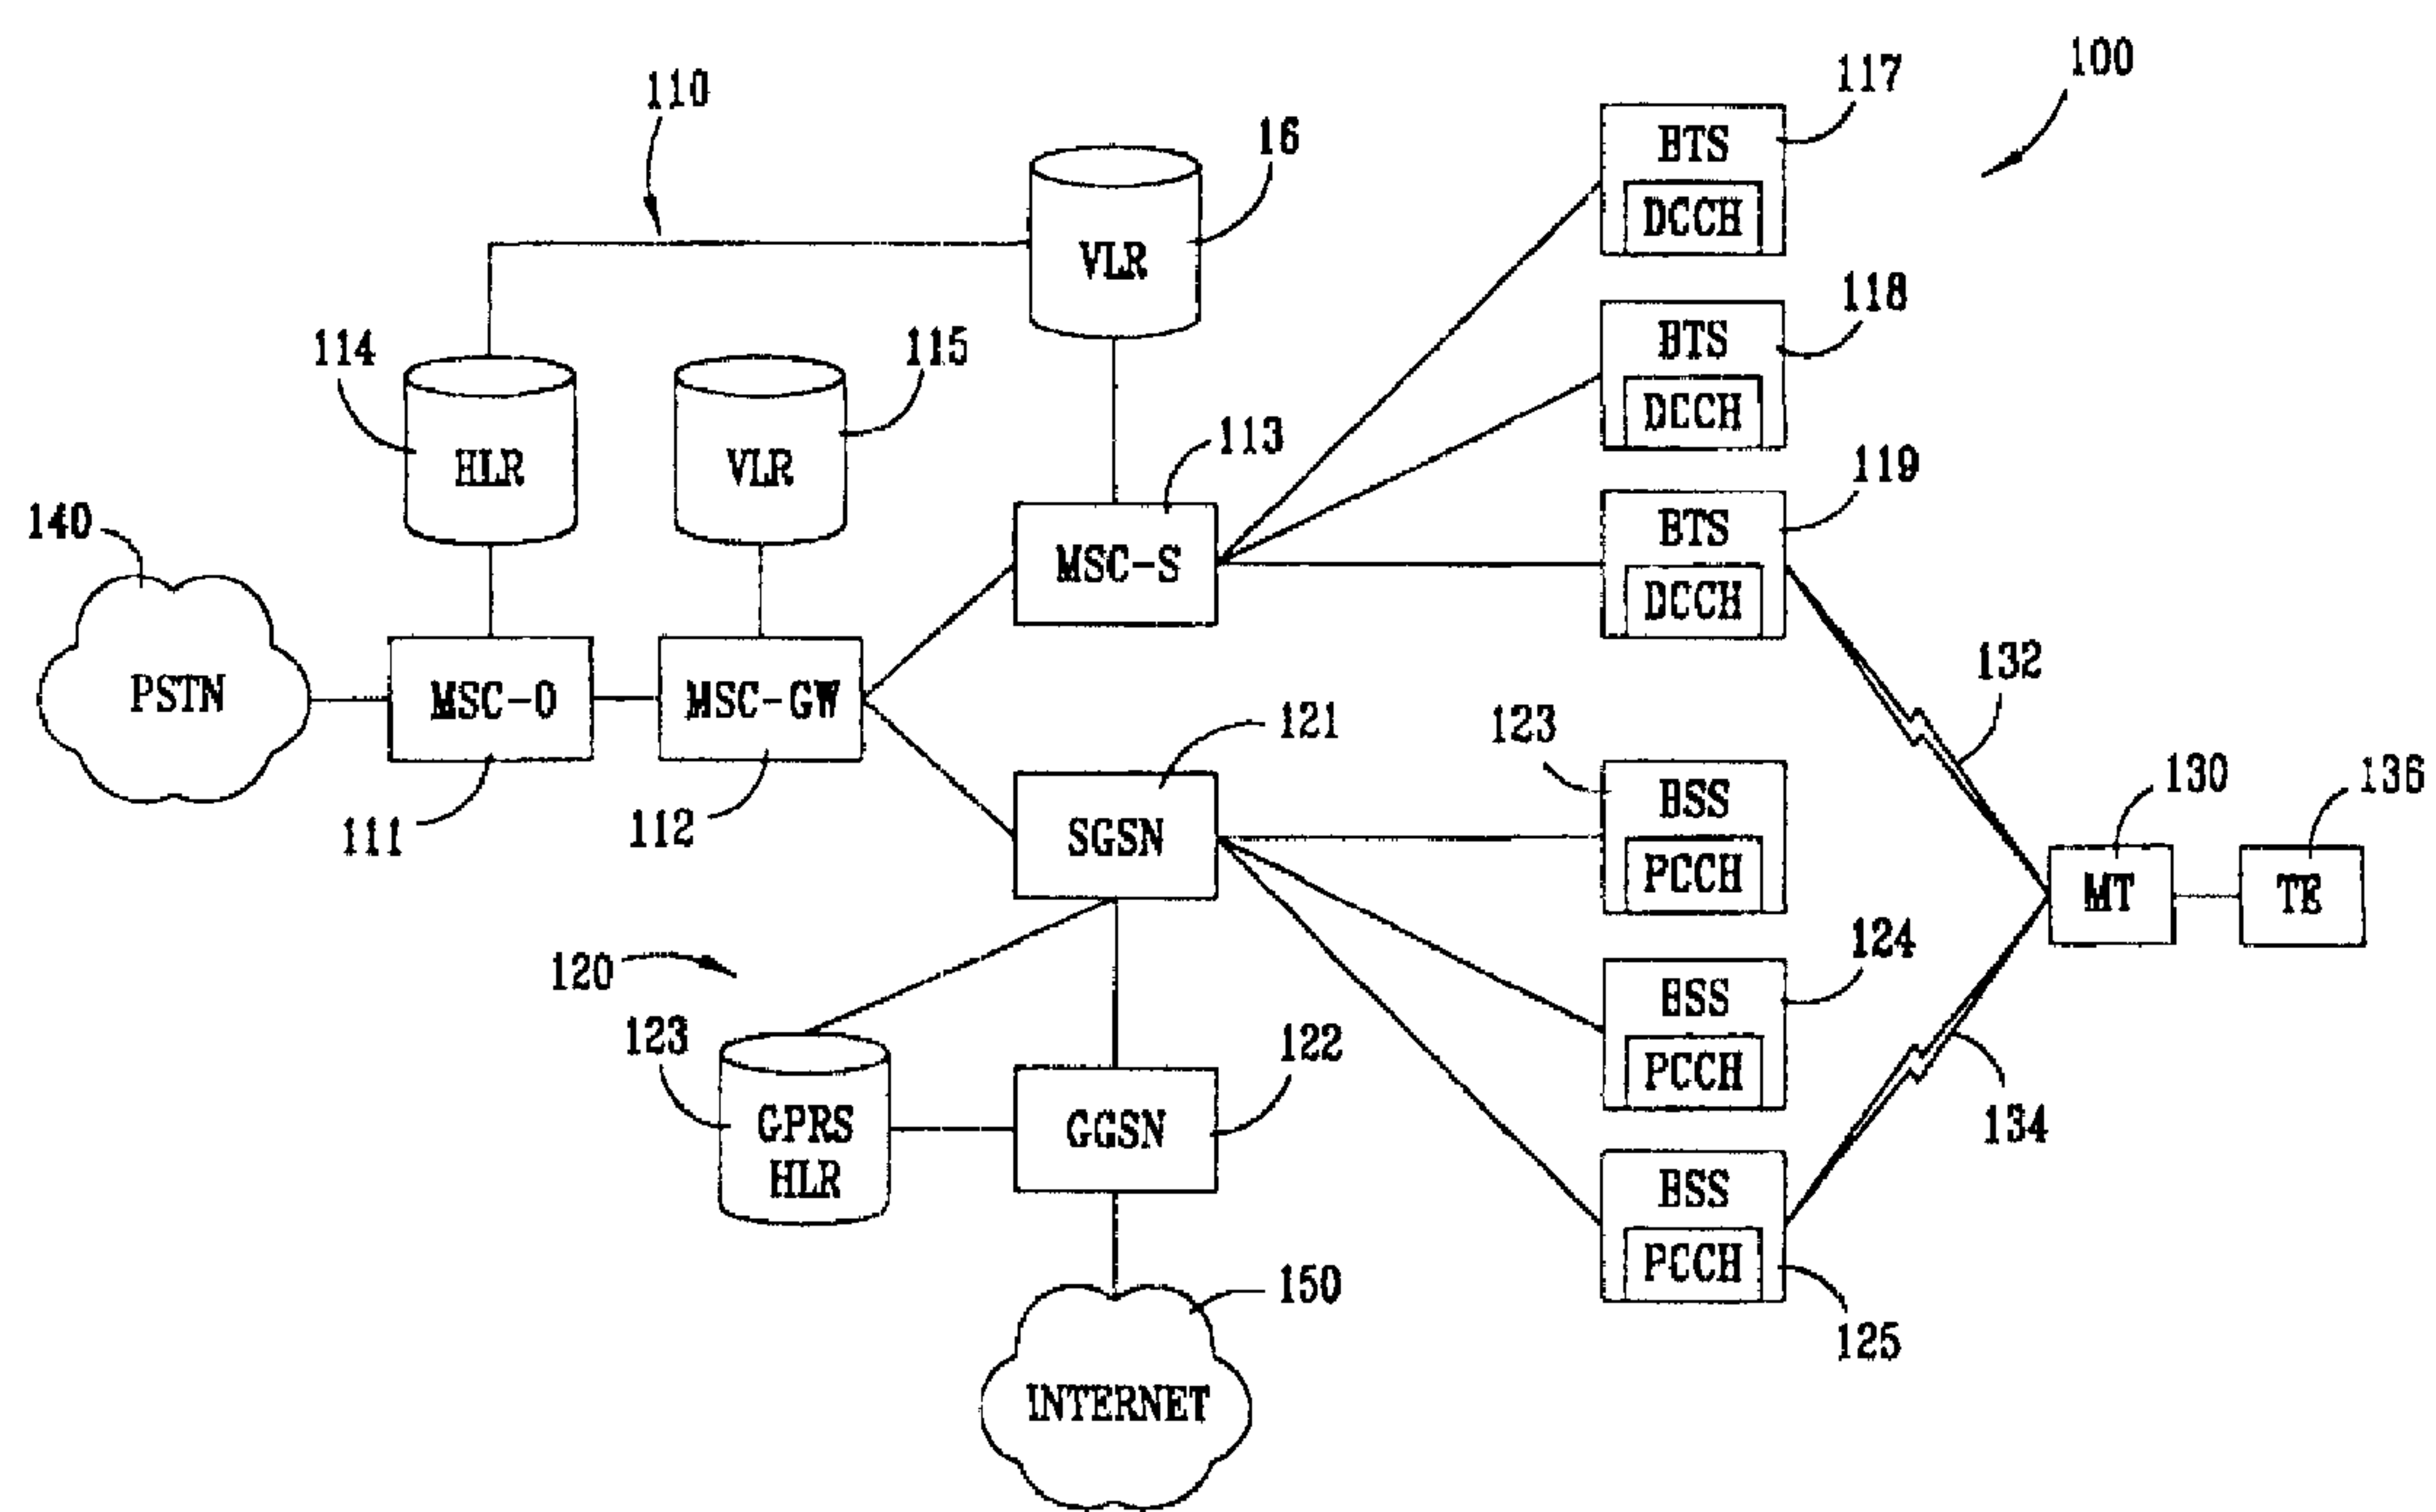 100
117
110
16
BTS
DCCH
VLR
118
114
115
BTS
DCCH
113
119
HLR
VLR
140
BTS
MSC-S
DCCH
132
PSTN
MSC-O
MSC-GW
121
123
130
136
111
112
SGSN
BSS
PCCH
MT
TE
124
120
BSS
123
122
PCCH
134
GPRS
HLR
GGSN
BSS
150
PCCH
125
INTERNET